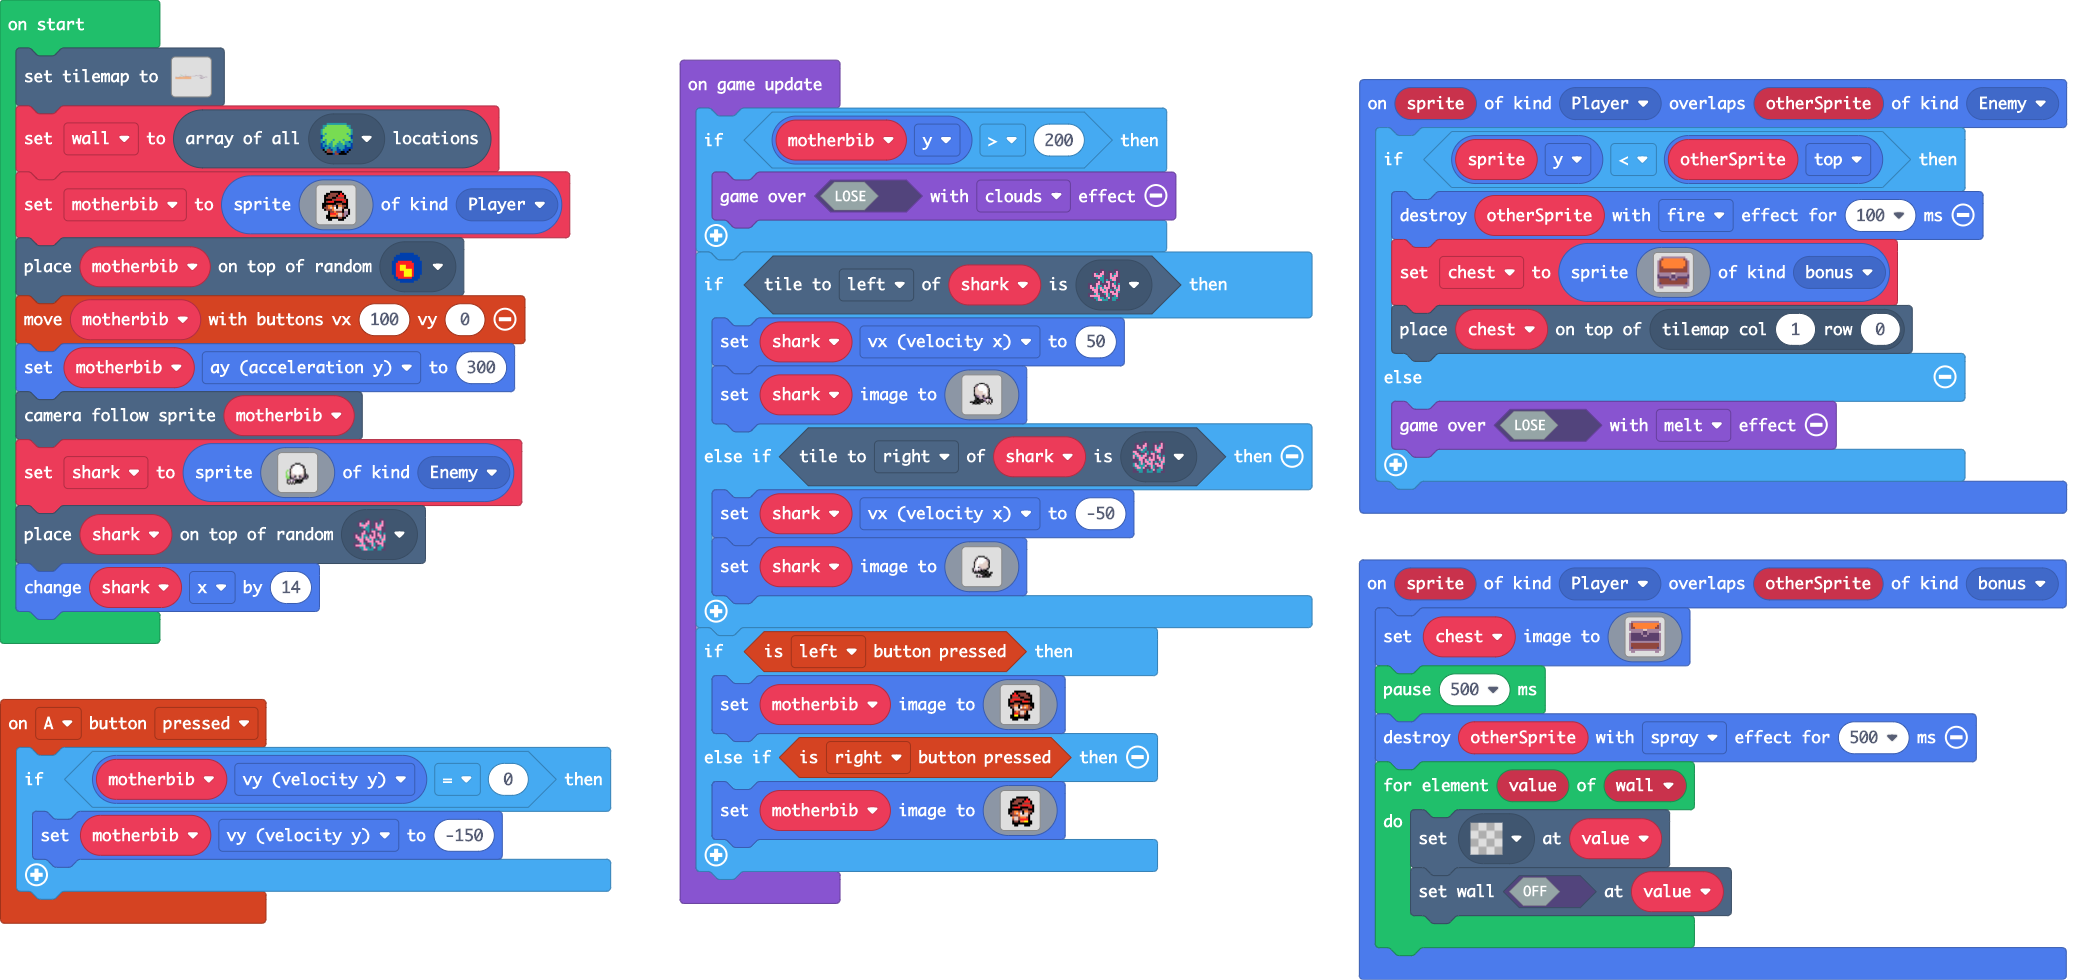 on start
set tilemap to
set wall to array of all locations
set motherbib to sprite of kind Player
place motherbib on top of random
move motherbib with buttons vx 100 vy 0
set motherbib ay (acceleration y) to 300
camera follow sprite motherbib
set shark to sprite of kind Enemy
place shark on top of random
change shark x by 14
on A button pressed
if motherbib vy (velocity y) = 0 then
set motherbib vy (velocity y) to -150
on game update
if motherbib y > 200 then
game over LOSE with clouds effect
if tile to left of shark is then
set shark vx (velocity x) to 50
set shark image to
else if tile to right of shark is then
set shark vx (velocity x) to -50
set shark image to
if is left button pressed then
set motherbib image to
else if is right button pressed then
set motherbib image to
on sprite of kind Player overlaps otherSprite of kind Enemy
if sprite y < otherSprite top then
destroy otherSprite with fire effect for 100 ms
set chest to sprite of kind bonus
place chest on top of tilemap col 1 row 0
else
game over LOSE with melt effect
on sprite of kind Player overlaps otherSprite of kind bonus
set chest image to
pause 500 ms
destroy otherSprite with spray effect for 500 ms
for element value of wall
do
set at value
set wall OFF at value